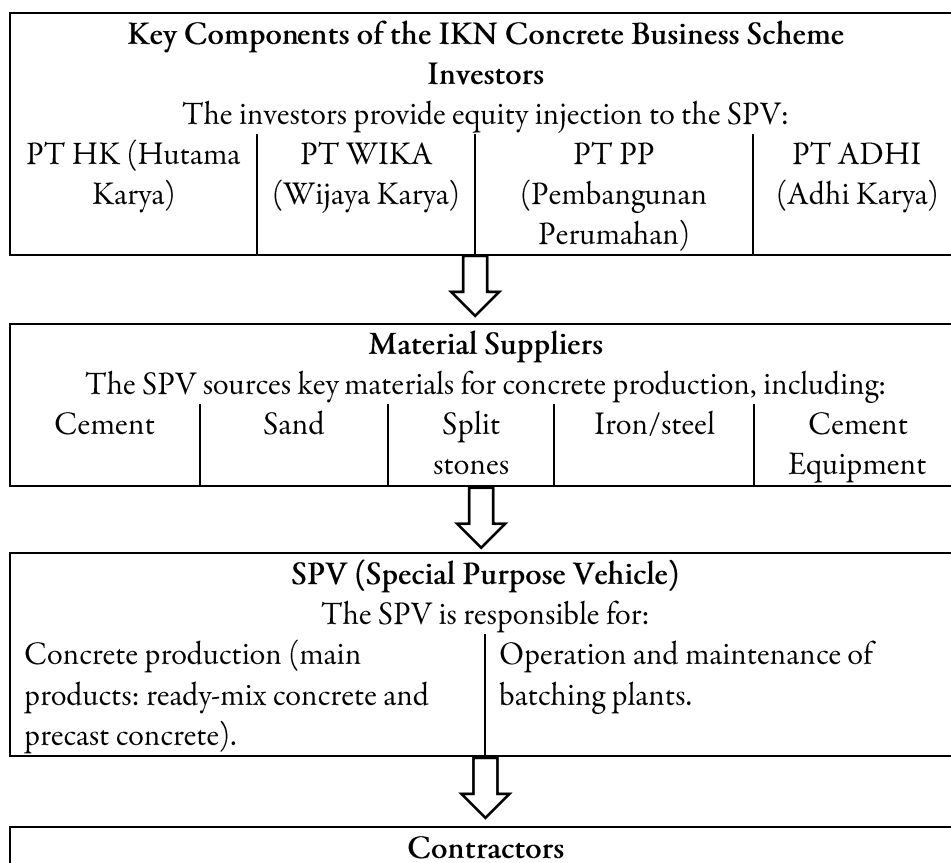 Key Components of the IKN Concrete Business Scheme
Investors
The investors provide equity injection to the SPV:
PT HK (Hutama
Karya)
PT WIKA
(Wijaya Karya)
PT PP
(Pembangunan
Perumahan)
PT ADHI
(Adhi Karya)
Material Suppliers
The SPV sources key materials for concrete production, including:
Cement
Sand
Split
stones
Iron/steel
Cement
Equipment
SPV (Special Purpose Vehicle)
The SPV is responsible for:
Concrete production (main
products: ready-mix concrete and
precast concrete).
Operation and maintenance of
batching plants.
Contractors